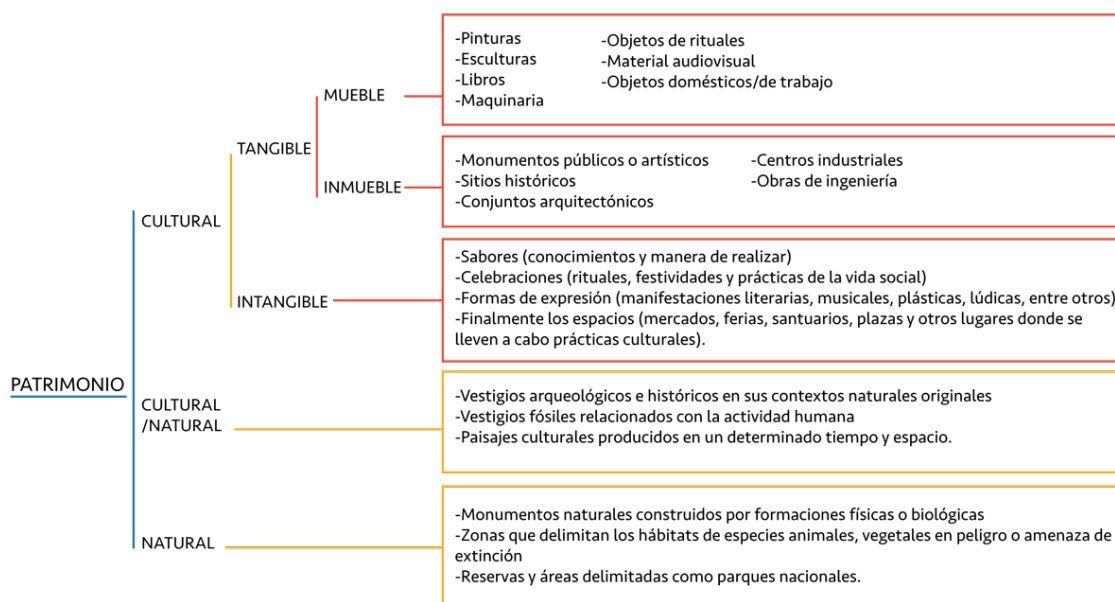 PATRIMONIO
CULTURAL
TANGIBLE
MUEBLE
-Pinturas
-Esculturas
-Libros
-Maquinaria
-Objetos de rituales
-Material audiovisual
-Objetos domésticos/de trabajo
INMUEBLE
-Monumentos públicos o artísticos
-Sitios históricos
-Conjuntos arquitectónicos
-Centros industriales
-Obras de ingeniería
INTANGIBLE
-Sabores (conocimientos y manera de realizar)
-Celebraciones (rituales, festividades y prácticas de la vida social)
-Formas de expresión (manifestaciones literarias, musicales, plásticas, lúdicas, entre otros)
-Finalmente los espacios (mercados, ferias, santuarios, plazas y otros lugares donde se
lleven a cabo prácticas culturales).
CULTURAL
/NATURAL
-Vestigios arqueológicos e históricos en sus contextos naturales originales
-Vestigios fósiles relacionados con la actividad humana
-Paisajes culturales producidos en un determinado tiempo y espacio.
NATURAL
-Monumentos naturales construidos por formaciones físicas o biológicas
-Zonas que delimitan los hábitats de especies animales, vegetales en peligro o amenaza de
extinción
-Reservas y áreas delimitadas como parques nacionales.